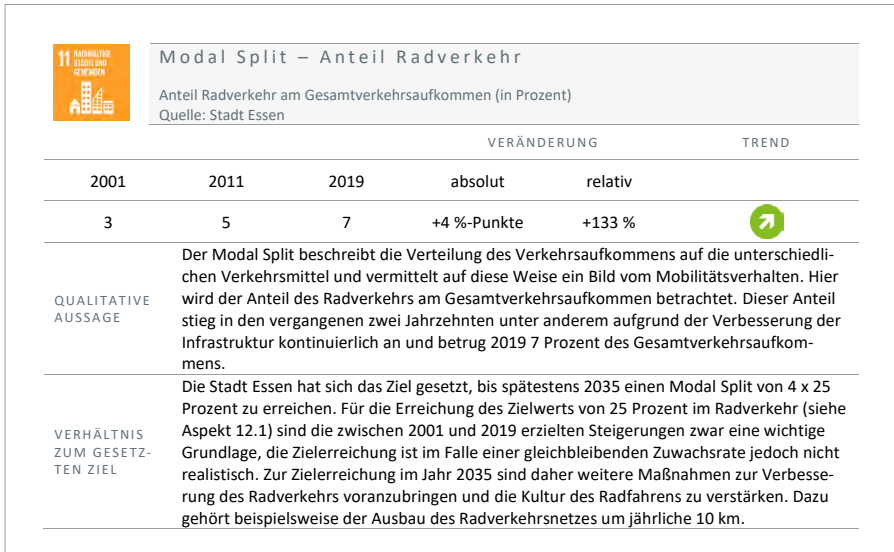 11 NACHHALTIGE
STÄDTE UND
GEMEINDEN
Modal Split – Anteil Radverkehr
Anteil Radverkehr am Gesamtverkehrsaufkommen (in Prozent)
Quelle: Stadt Essen
VERÄNDERUNG TREND
2001 2011 2019 absolut relativ
3 5 7 +4 %-Punkte +133 %
QUALITATIVE
AUSSAGE
Der Modal Split beschreibt die Verteilung des Verkehrsaufkommens auf die unterschiedli-
chen Verkehrsmittel und vermittelt auf diese Weise ein Bild vom Mobilitätsverhalten. Hier
wird der Anteil des Radverkehrs am Gesamtverkehrsaufkommen betrachtet. Dieser Anteil
stieg in den vergangenen zwei Jahrzehnten unter anderem aufgrund der Verbesserung der
Infrastruktur kontinuierlich an und betrug 2019 7 Prozent des Gesamtverkehrsaufkom-
mens.
VERHÄLTNIS
ZUM GESETZ-
TEN ZIEL
Die Stadt Essen hat sich das Ziel gesetzt, bis spätestens 2035 einen Modal Split von 4 x 25
Prozent zu erreichen. Für die Erreichung des Zielwerts von 25 Prozent im Radverkehr (siehe
Aspekt 12.1) sind die zwischen 2001 und 2019 erzielten Steigerungen zwar eine wichtige
Grundlage, die Zielerreichung ist im Falle einer gleichbleibenden Zuwachsrate jedoch nicht
realistisch. Zur Zielerreichung im Jahr 2035 sind daher weitere Maßnahmen zur Verbesse-
rung des Radverkehrs voranzubringen und die Kultur des Radfahrens zu verstärken. Dazu
gehört beispielsweise der Ausbau des Radverkehrsnetzes um jährliche 10 km.